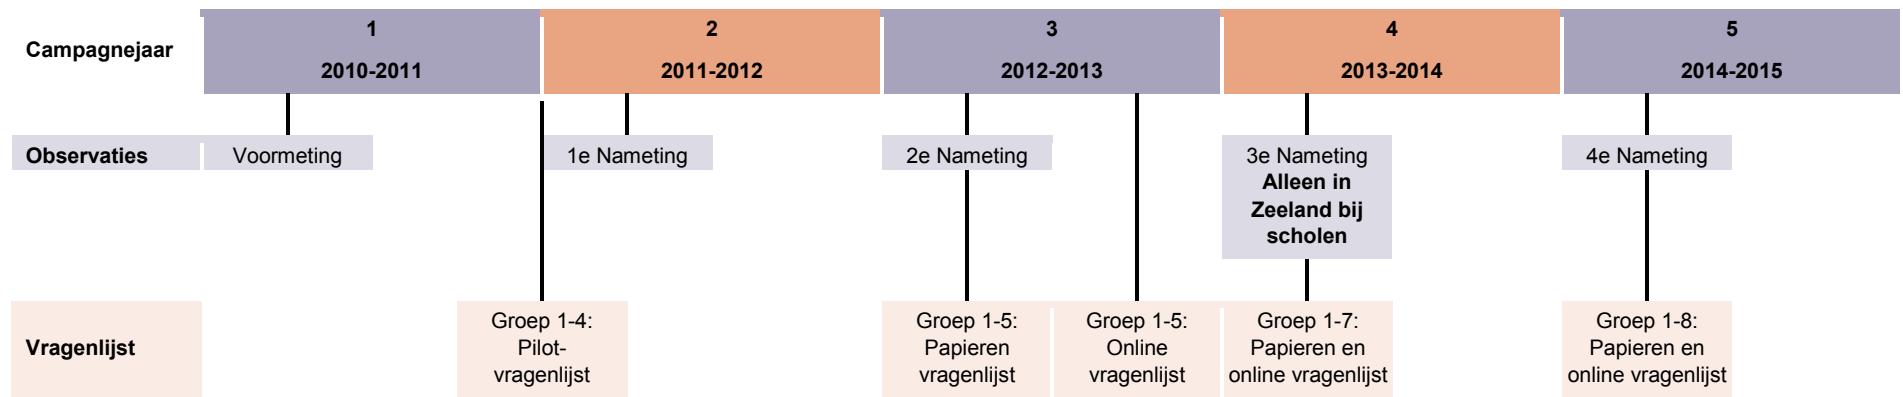 Campagnejaar
1
2010-2011
2
2011-2012
3
2012-2013
4
2013-2014
5
2014-2015
Observaties
Voormeting
1e Nameting
2e Nameting
3e Nameting
Alleen in
Zeeland bij
scholen
4e Nameting
Vragenlijst
Groep 1-4:
Pilot-
vragenlijst
Groep 1-5:
Papieren
vragenlijst
Groep 1-5:
Online
vragenlijst
Groep 1-7:
Papieren en
online vragenlijst
Groep 1-8:
Papieren en
online vragenlijst